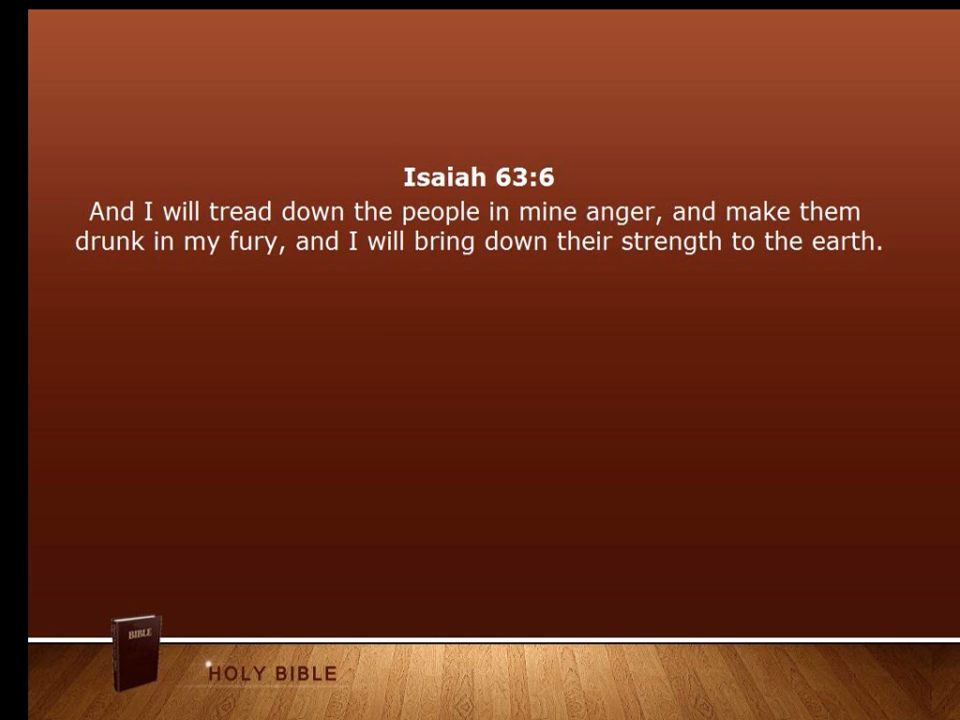 Isaiah 63:6
And I will tread down the people in mine anger, and make them
drunk in my fury, and I will bring down their strength to the earth.
BIBLE
HOLY BIBLE